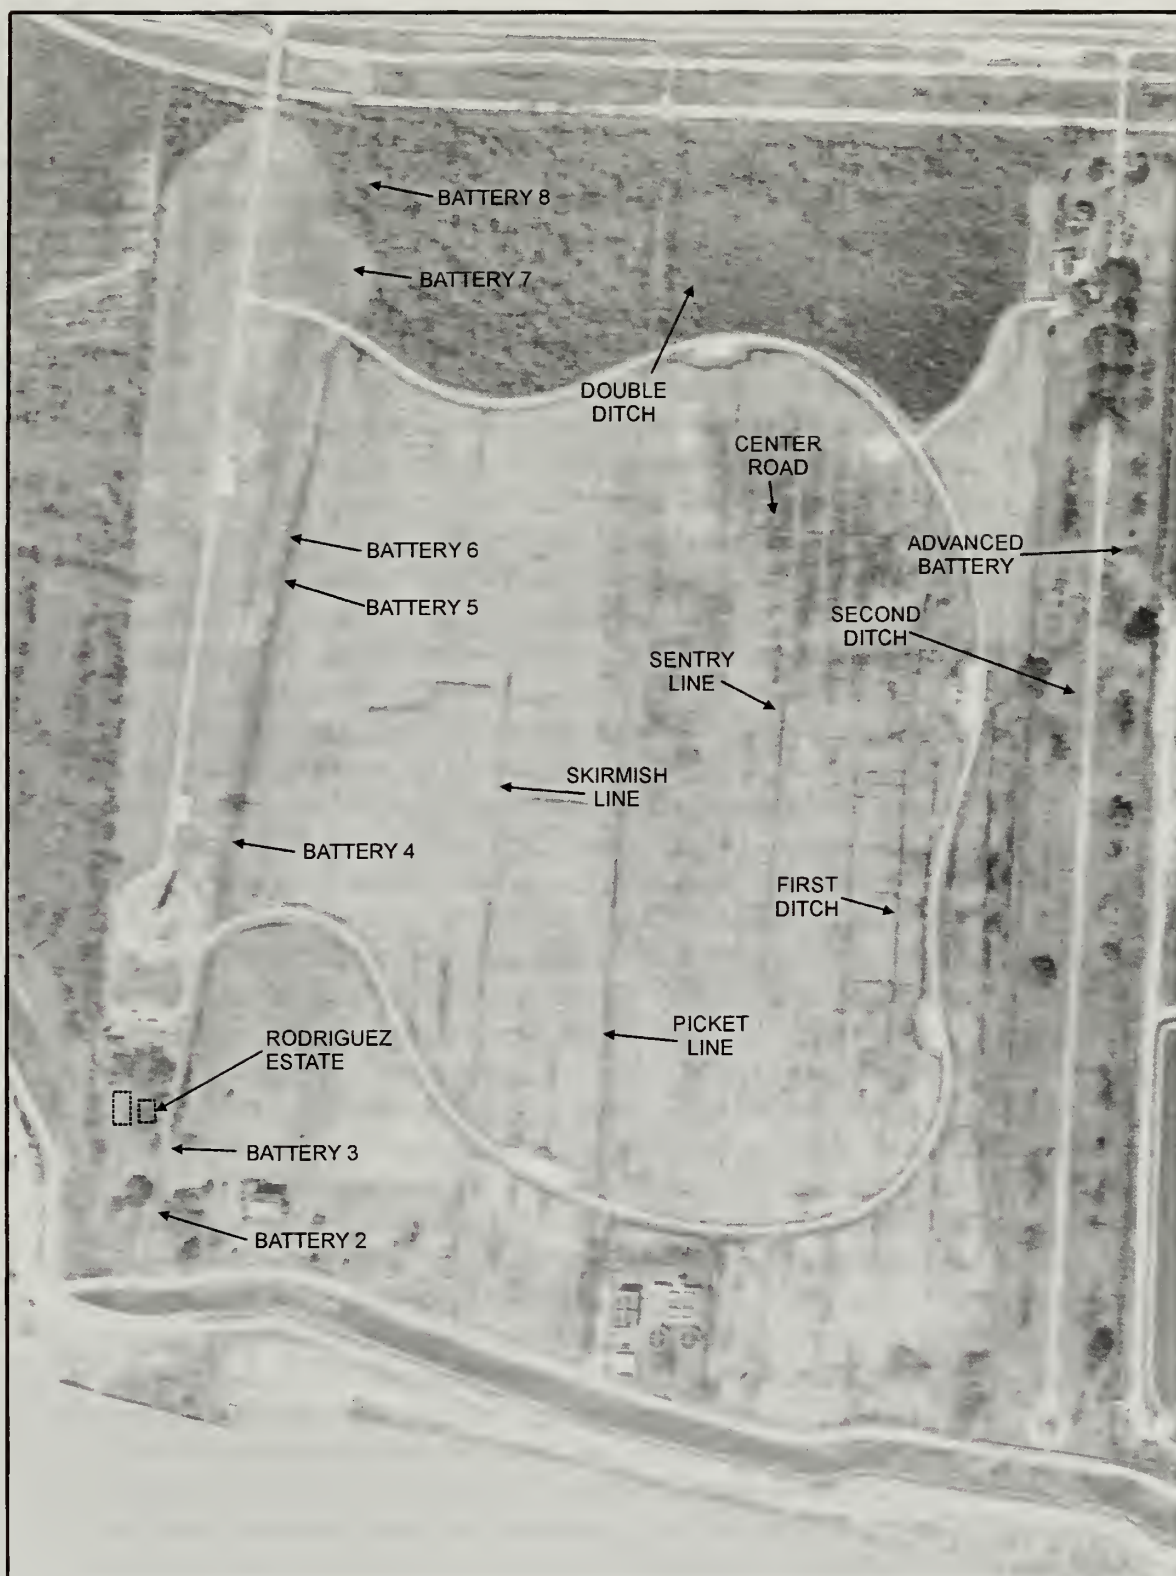 BATTERY 8
BATTERY 7
DOUBLE
DITCH
CENTER
ROAD
BATTERY 6
ADVANCED
BATTERY
BATTERY 5
SECOND
DITCH
SENTRY
LINE
SKIRMISH
LINE
BATTERY 4
FIRST
DITCH
PICKET
LINE
RODRIGUEZ
ESTATE
BATTERY 3
BATTERY 2